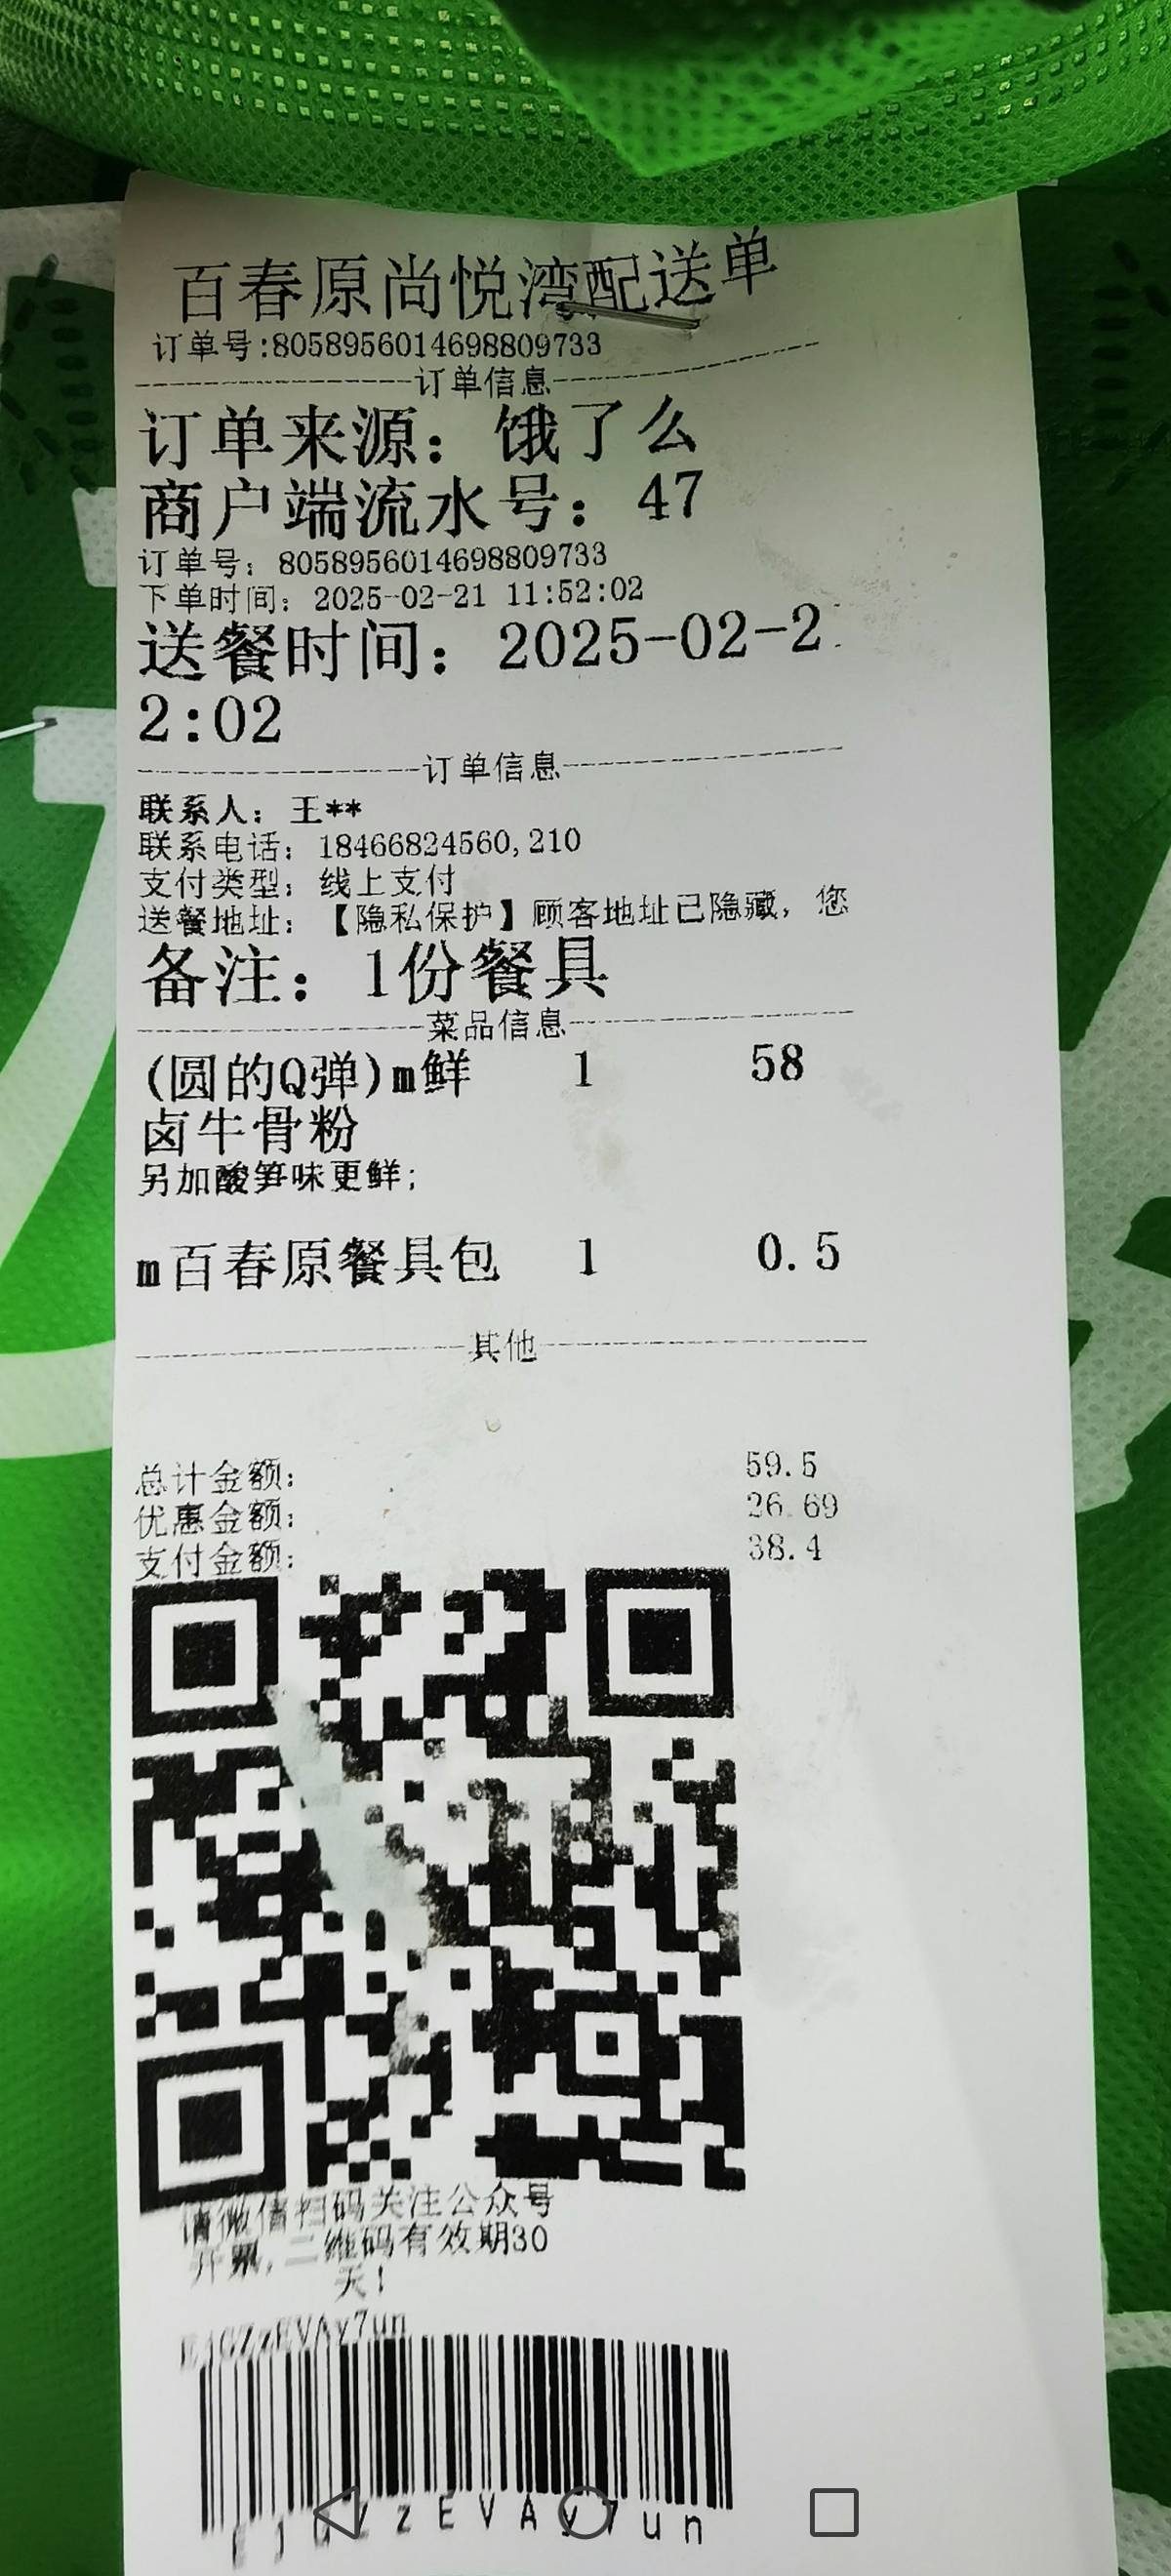 百春原尚悦湾配送单
订单号:8058956014698809733
订单信息
订单来源：饿了么
商户端流水号：47
订单号：8058956014698809733
下单时间：2025-02-21 11:52:02
送餐时间：2025-02-2
2:02
订单信息
联系人：王**
联系电话：18466824560,210
支付类型：线上支付
送餐地址：【隐私保护】顾客地址已隐藏，您
备注：1份餐具
菜品信息
(圆的Q弹)m鲜 1 58
卤牛骨粉
另加酸笋味更鲜;
m百春原餐具包 1 0.5
其他
总计金额： 59.5
优惠金额： 26.69
支付金额： 38.4
请微信扫码关注公众号
开票,二维码有效期30
天!